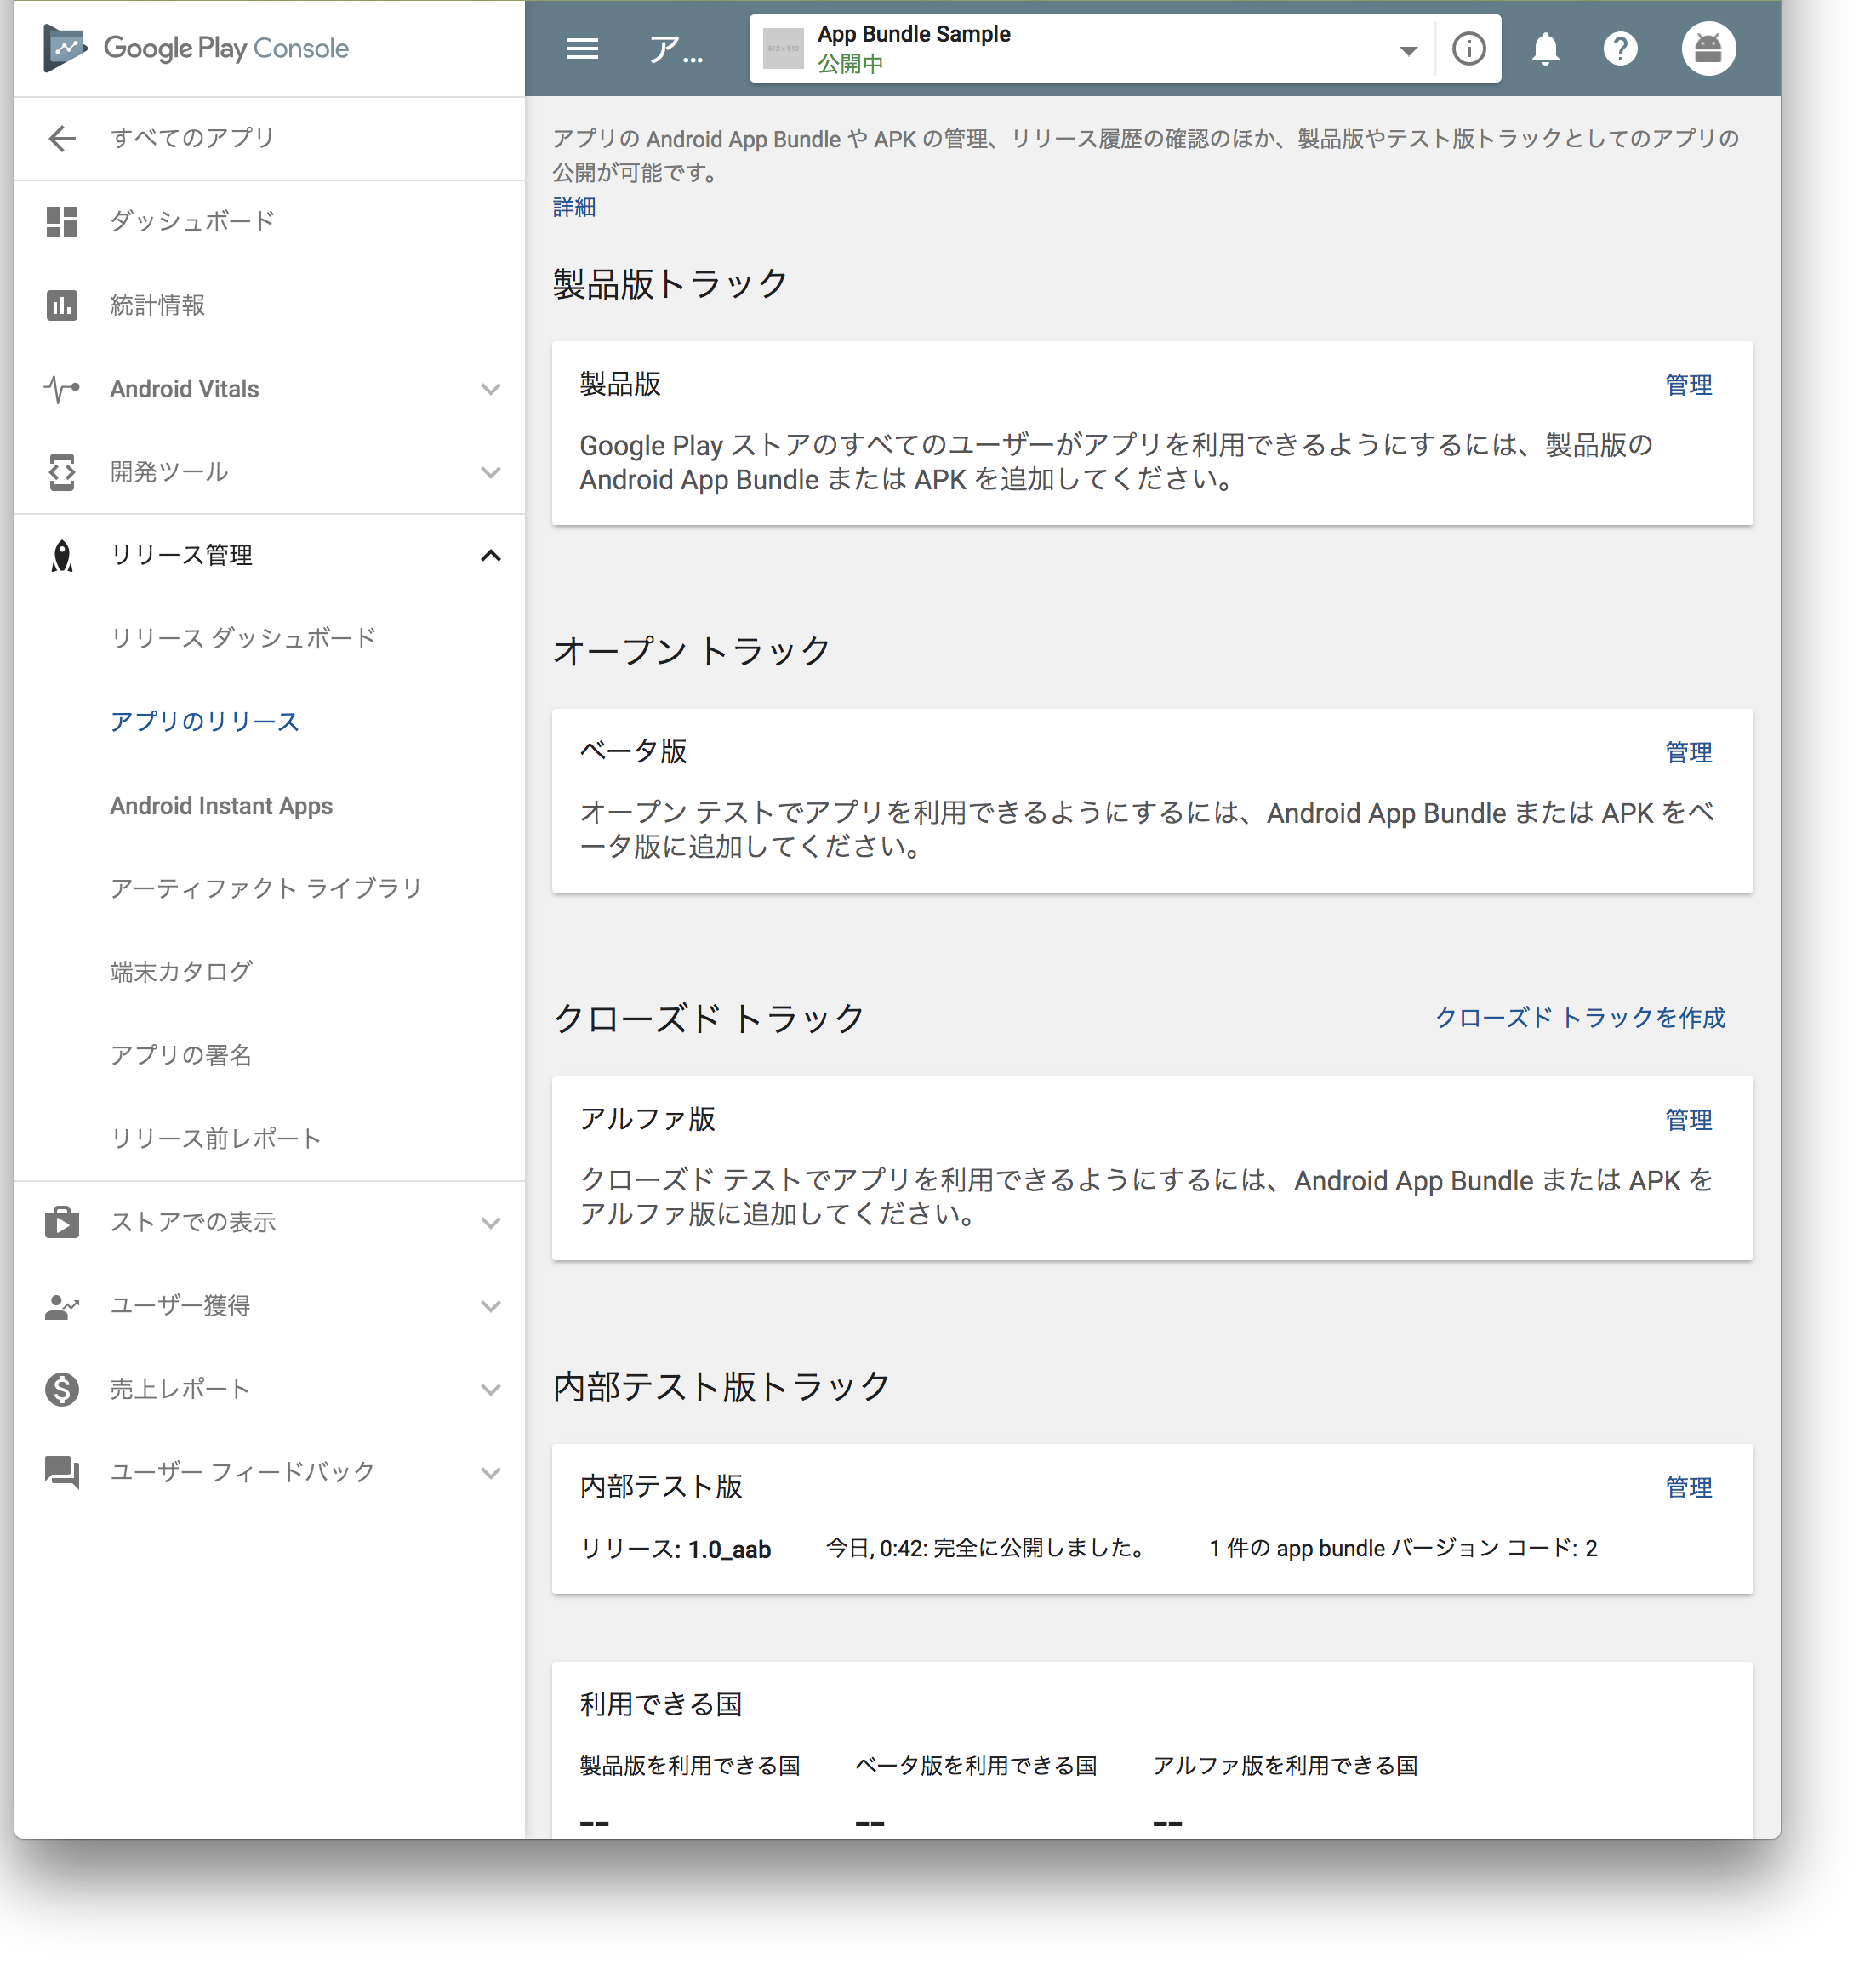 Google Play Console
すべてのアプリ
ダッシュボード
統計情報
Android Vitals
開発ツール
リリース管理
リリース ダッシュボード
アプリのリリース
Android Instant Apps
アーティファクト ライブラリ
端末カタログ
アプリの署名
リリース前レポート
ストアでの表示
ユーザー獲得
売上レポート
ユーザー フィードバック
ア...
512 x 512
App Bundle Sample
公開中
アプリの Android App Bundle や APK の管理、リリース履歴の確認のほか、製品版やテスト版トラックとしてのアプリの
公開が可能です。
詳細
製品版トラック
製品版
管理
Google Play ストアのすべてのユーザーがアプリを利用できるようにするには、製品版の
Android App Bundle または APK を追加してください。
オープン トラック
ベータ版
管理
オープン テストでアプリを利用できるようにするには、Android App Bundle または APK をベ
ータ版に追加してください。
クローズド トラック
クローズド トラックを作成
アルファ版
管理
クローズド テストでアプリを利用できるようにするには、Android App Bundle または APK を
アルファ版に追加してください。
内部テスト版トラック
内部テスト版
管理
リリース: 1.0_aab 今日, 0:42: 完全に公開しました。 1 件の app bundle バージョン コード: 2
利用できる国
製品版を利用できる国 ベータ版を利用できる国 アルファ版を利用できる国
-- -- --